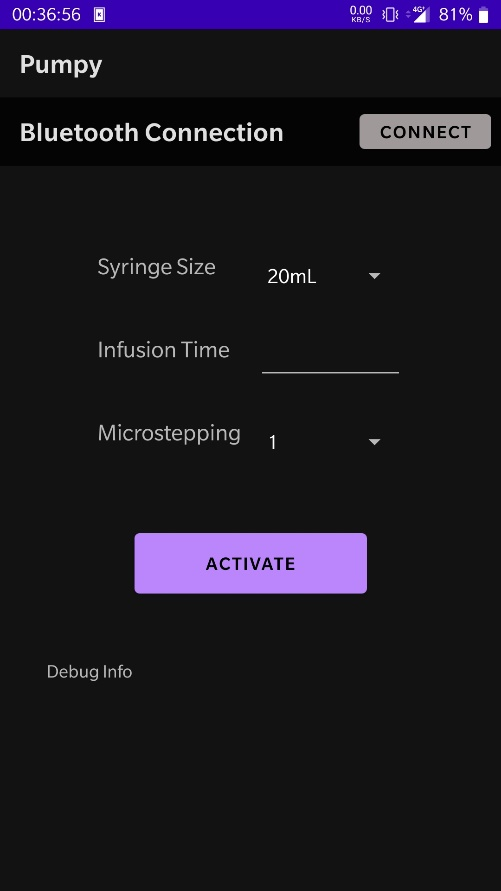 00:36:56
0.00
KB/S
4G+
81%
Pumpy
Bluetooth Connection
CONNECT
Syringe Size
20mL
Infusion Time
Microstepping
1
ACTIVATE
Debug Info